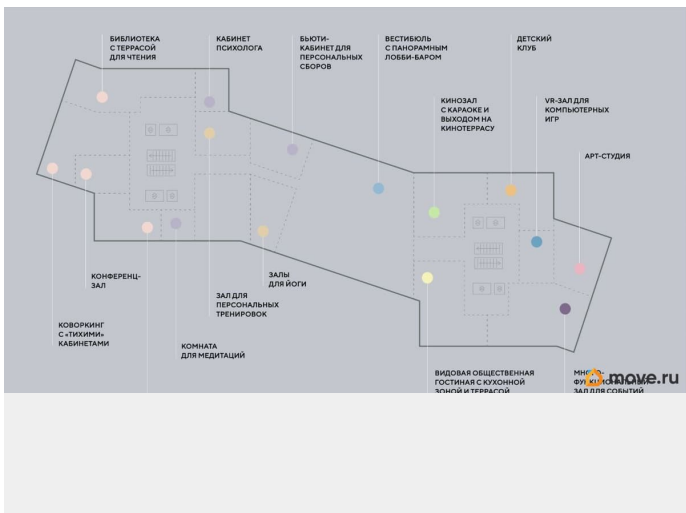 БИБЛИОТЕКА
С ТЕРРАСОЙ
ДЛЯ ЧТЕНИЯ
КАБИНЕТ
ПСИХОЛОГА
БЬЮТИ-
КАБИНЕТ ДЛЯ
ПЕРСОНАЛЬНЫХ
СБОРОВ
ВЕСТИБЮЛЬ
С ПАНОРАМНЫМ
ЛОББИ-БАРОМ
ДЕТСКИЙ
КЛУБ
КИНОЗАЛ
С КАРАОКЕ И
ВЫХОДОМ НА
КИНОТЕРРАСУ
VR-ЗАЛ ДЛЯ
КОМПЬЮТЕРНЫХ
ИГР
АРТ-СТУДИЯ
КОНФЕРЕНЦ-
ЗАЛ
ЗАЛЫ
ДЛЯ ЙОГИ
ЗАЛ ДЛЯ
ПЕРСОНАЛЬНЫХ
ТРЕНИРОВОК
КОВОРКИНГ
С «ТИХИМИ»
КАБИНЕТАМИ
КОМНАТА
ДЛЯ МЕДИТАЦИЙ
ВИДОВАЯ ОБЩЕСТВЕННАЯ
ГОСТИНАЯ С КУХОННОЙ
ЗОНОЙ И ТЕРРАСОЙ
МНОГО-
ФУНКЦИОНАЛЬНЫЙ
ЗАЛ ДЛЯ СОБЫТИЙ
move.ru